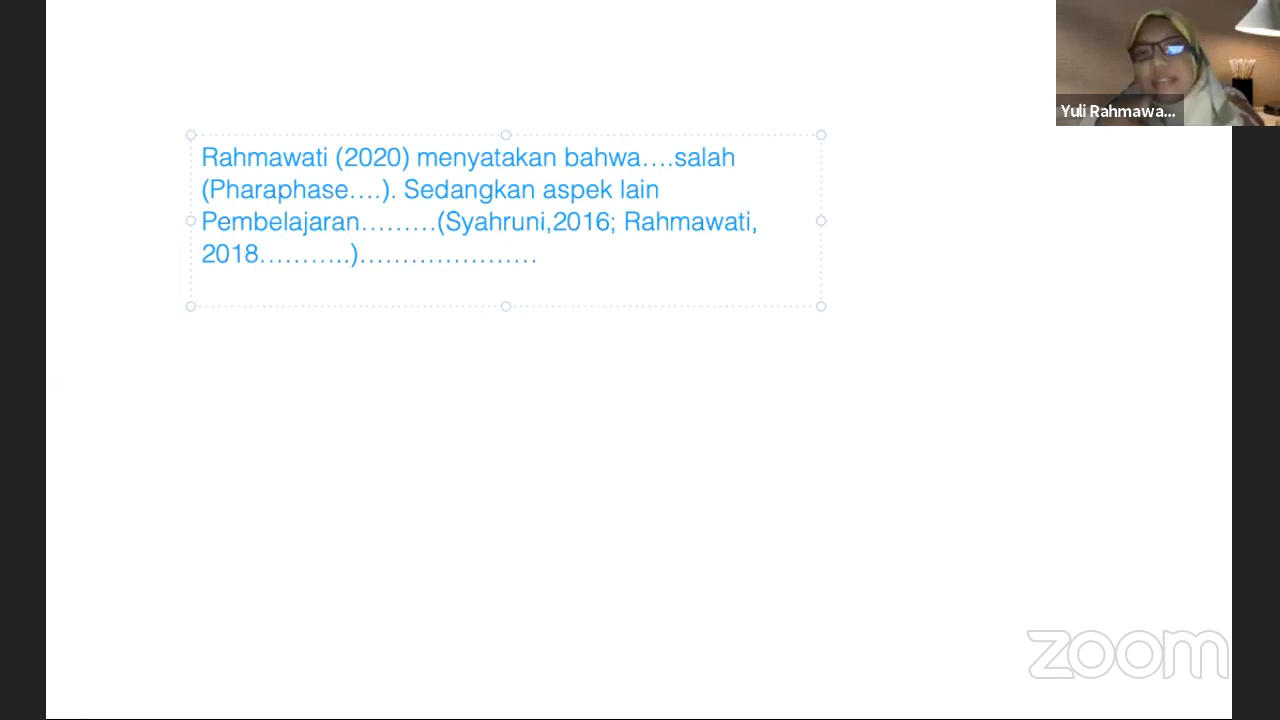 Yuli Rahmawa...
Rahmawati (2020) menyatakan bahwa….salah
(Pharaphase….). Sedangkan aspek lain
Pembelajaran………(Syahruni,2016; Rahmawati,
2018………..)…………………
zoom